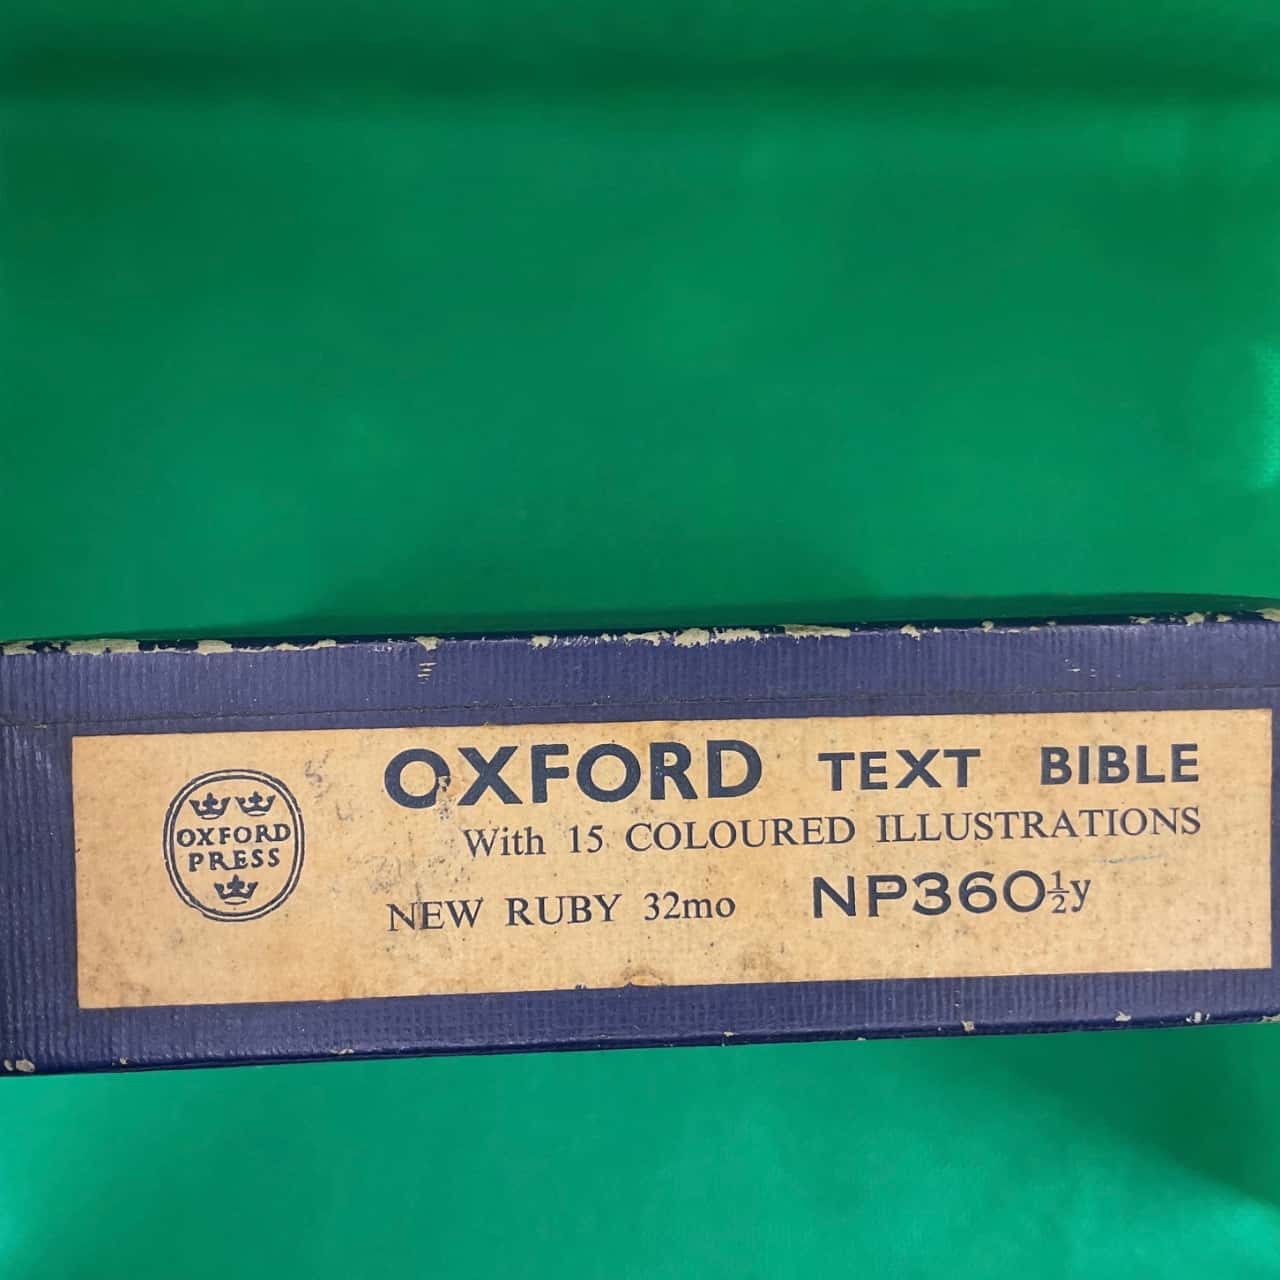 OXFORD
PRESS
OXFORD TEXT BIBLE
With 15 COLOURED ILLUSTRATIONS
NEW RUBY 32mo NP360½y